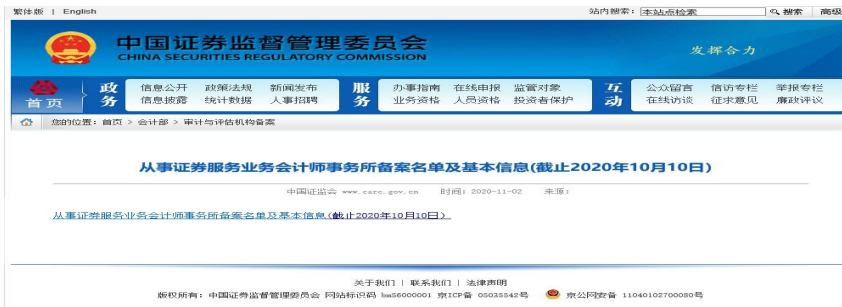 繁体版 | English 站内搜索: 本站点检索 搜索 高级
中国证券监督管理委员会
CHINA SECURITIES REGULATORY COMMISSION
发挥合力
首页 政务 信息公开 政策法规 新闻发布 服务 办事指南 在线申报 监管对象 互动 公众留言 信访专栏 举报专栏
信息披露 统计数据 人事招聘 业务资格 人员资格 投资者保护 在线访谈 征求意见 廉政评议
您的位置: 首页 > 会计部 > 审计与评估机构备案
从事证券服务业务会计师事务所备案名单及基本信息(截止2020年10月10日)
中国证监会 www.csrc.gov.cn 时间: 2020-11-02 来源:
从事证券服务业务会计师事务所备案名单及基本信息(截止2020年10月10日)
关于我们 | 联系我们 | 法律声明
版权所有: 中国证券监督管理委员会 网站标识码 bm56000001 京ICP备 05035542号 京公网安备 11040102700080号